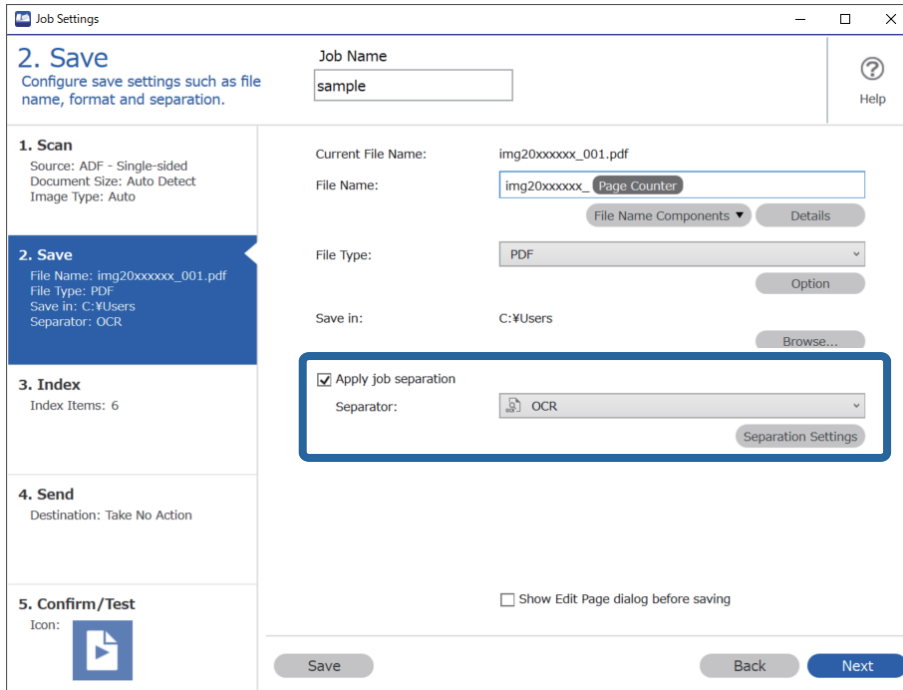 Job Settings
2. Save
Configure save settings such as file
name, format and separation.
Job Name
sample
Help
1. Scan
Source: ADF - Single-sided
Document Size: Auto Detect
Image Type: Auto
2. Save
File Name: img20xxxxxx_001.pdf
File Type: PDF
Save in: C:¥Users
Separator: OCR
3. Index
Index Items: 6
4. Send
Destination: Take No Action
5. Confirm/Test
Icon:
Current File Name: img20xxxxxx_001.pdf
File Name: img20xxxxxx_ Page Counter
File Name Components ▼ Details
File Type: PDF
Option
Save in: C:¥Users
Browse...
Apply job separation
Separator: OCR
Separation Settings
Show Edit Page dialog before saving
Save Back Next